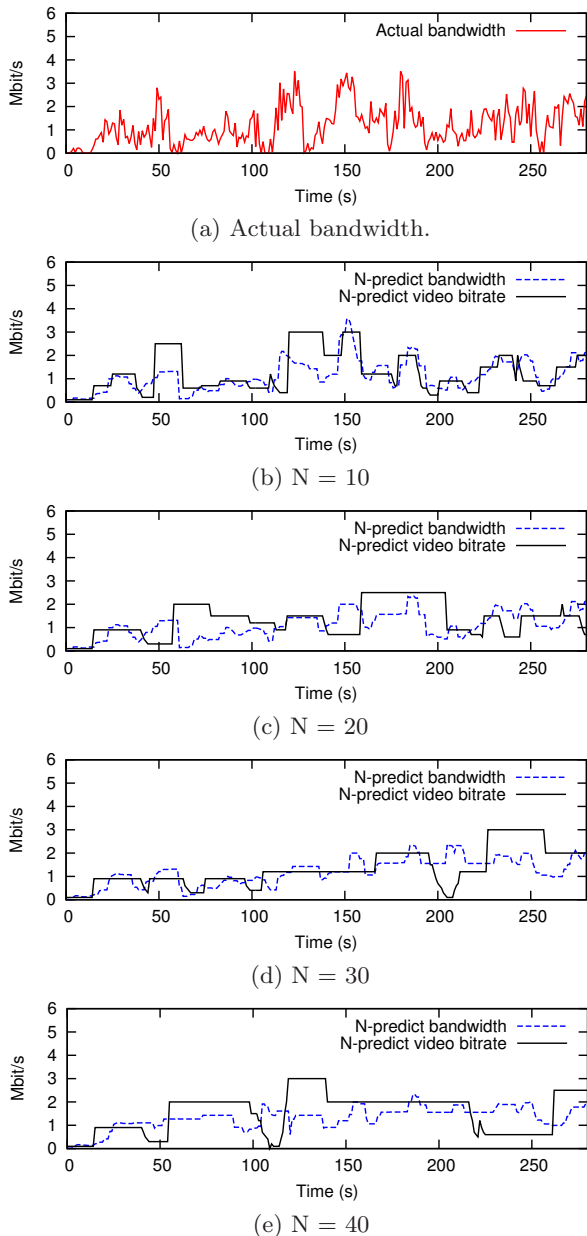 6
5
4
3
2
1
0
Mbit/s
Actual bandwidth
0 50 100 150 200 250
Time (s)
(a) Actual bandwidth.
6
5
4
3
2
1
0
Mbit/s
N-predict bandwidth
N-predict video bitrate
0 50 100 150 200 250
Time (s)
(b) N = 10
6
5
4
3
2
1
0
Mbit/s
N-predict bandwidth
N-predict video bitrate
0 50 100 150 200 250
Time (s)
(c) N = 20
6
5
4
3
2
1
0
Mbit/s
N-predict bandwidth
N-predict video bitrate
0 50 100 150 200 250
Time (s)
(d) N = 30
6
5
4
3
2
1
0
Mbit/s
N-predict bandwidth
N-predict video bitrate
0 50 100 150 200 250
Time (s)
(e) N = 40